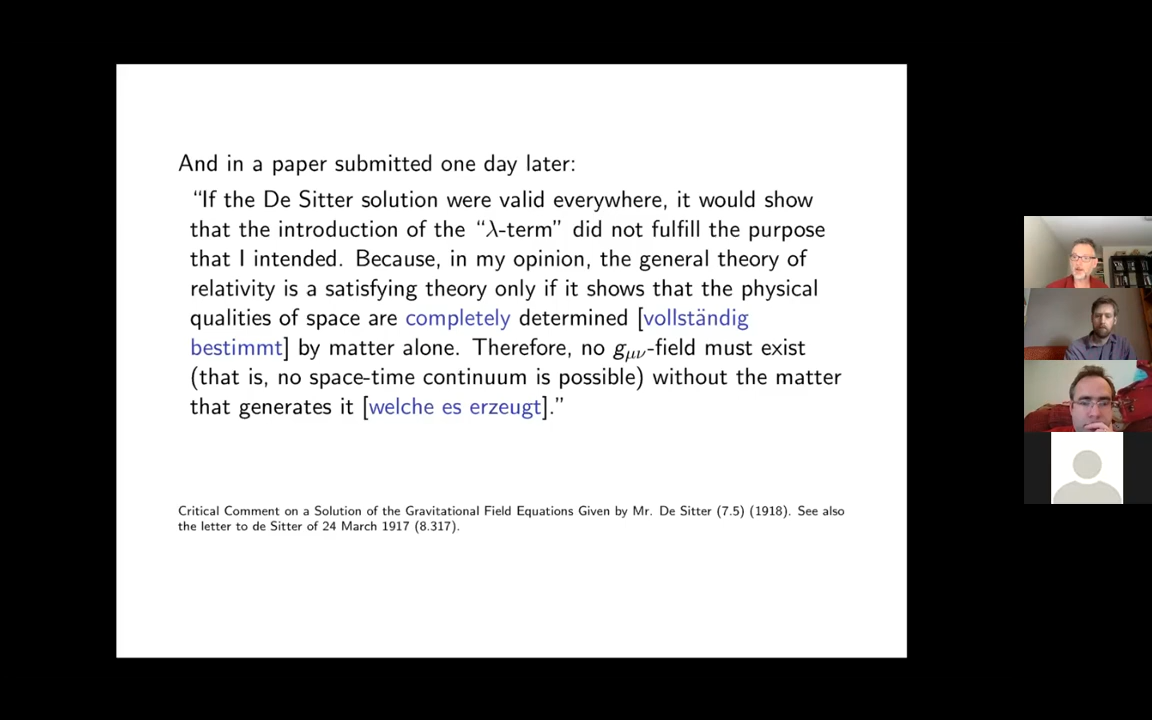 And in a paper submitted one day later:
“If the De Sitter solution were valid everywhere, it would show
that the introduction of the “λ-term” did not fulfill the purpose
that I intended. Because, in my opinion, the general theory of
relativity is a satisfying theory only if it shows that the physical
qualities of space are completely determined [vollständig
bestimmt] by matter alone. Therefore, no gμν-field must exist
(that is, no space-time continuum is possible) without the matter
that generates it [welche es erzeugt].”
Critical Comment on a Solution of the Gravitational Field Equations Given by Mr. De Sitter (7.5) (1918). See also
the letter to de Sitter of 24 March 1917 (8.317).